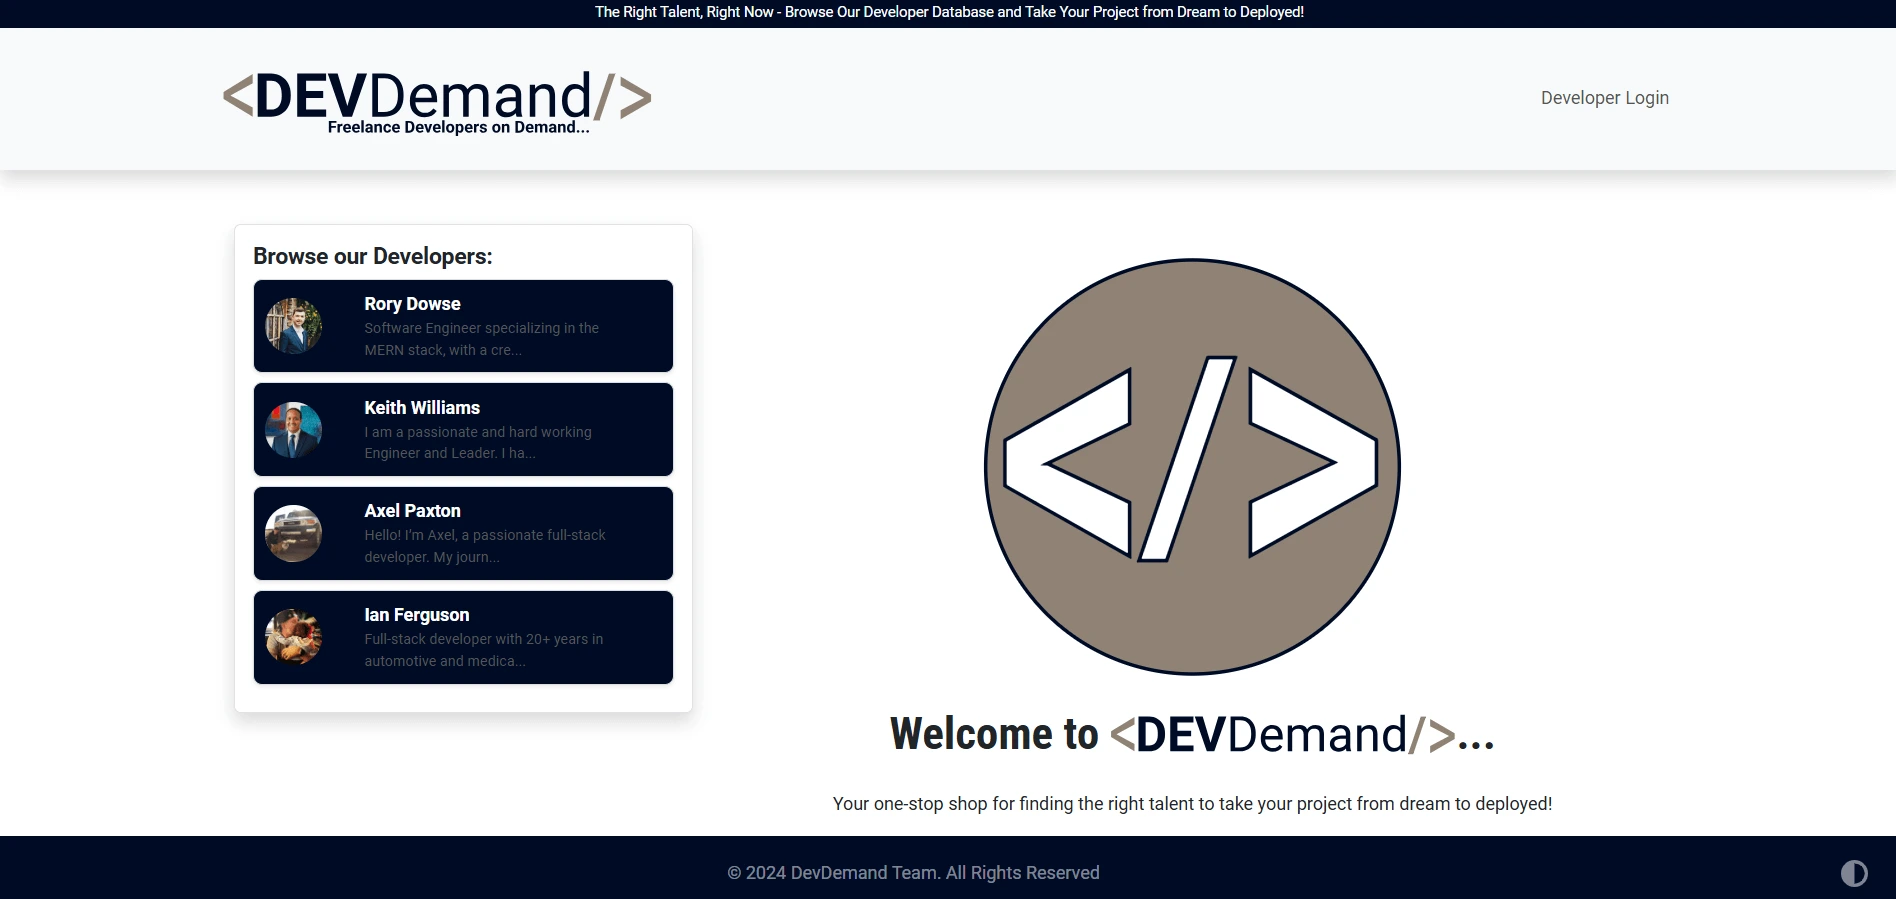 The Right Talent, Right Now - Browse Our Developer Database and Take Your Project from Dream to Deployed!
<DEVDemand/>
Freelance Developers on Demand...
Developer Login
Browse our Developers:
Rory Dowse
Software Engineer specializing in the
MERN stack, with a cre...
Keith Williams
I am a passionate and hard working
Engineer and Leader. I ha...
Axel Paxton
Hello! I'm Axel, a passionate full-stack
developer. My journ...
Ian Ferguson
Full-stack developer with 20+ years in
automotive and medica...
</>
Welcome to <DEVDemand/>...
Your one-stop shop for finding the right talent to take your project from dream to deployed!
© 2024 DevDemand Team. All Rights Reserved